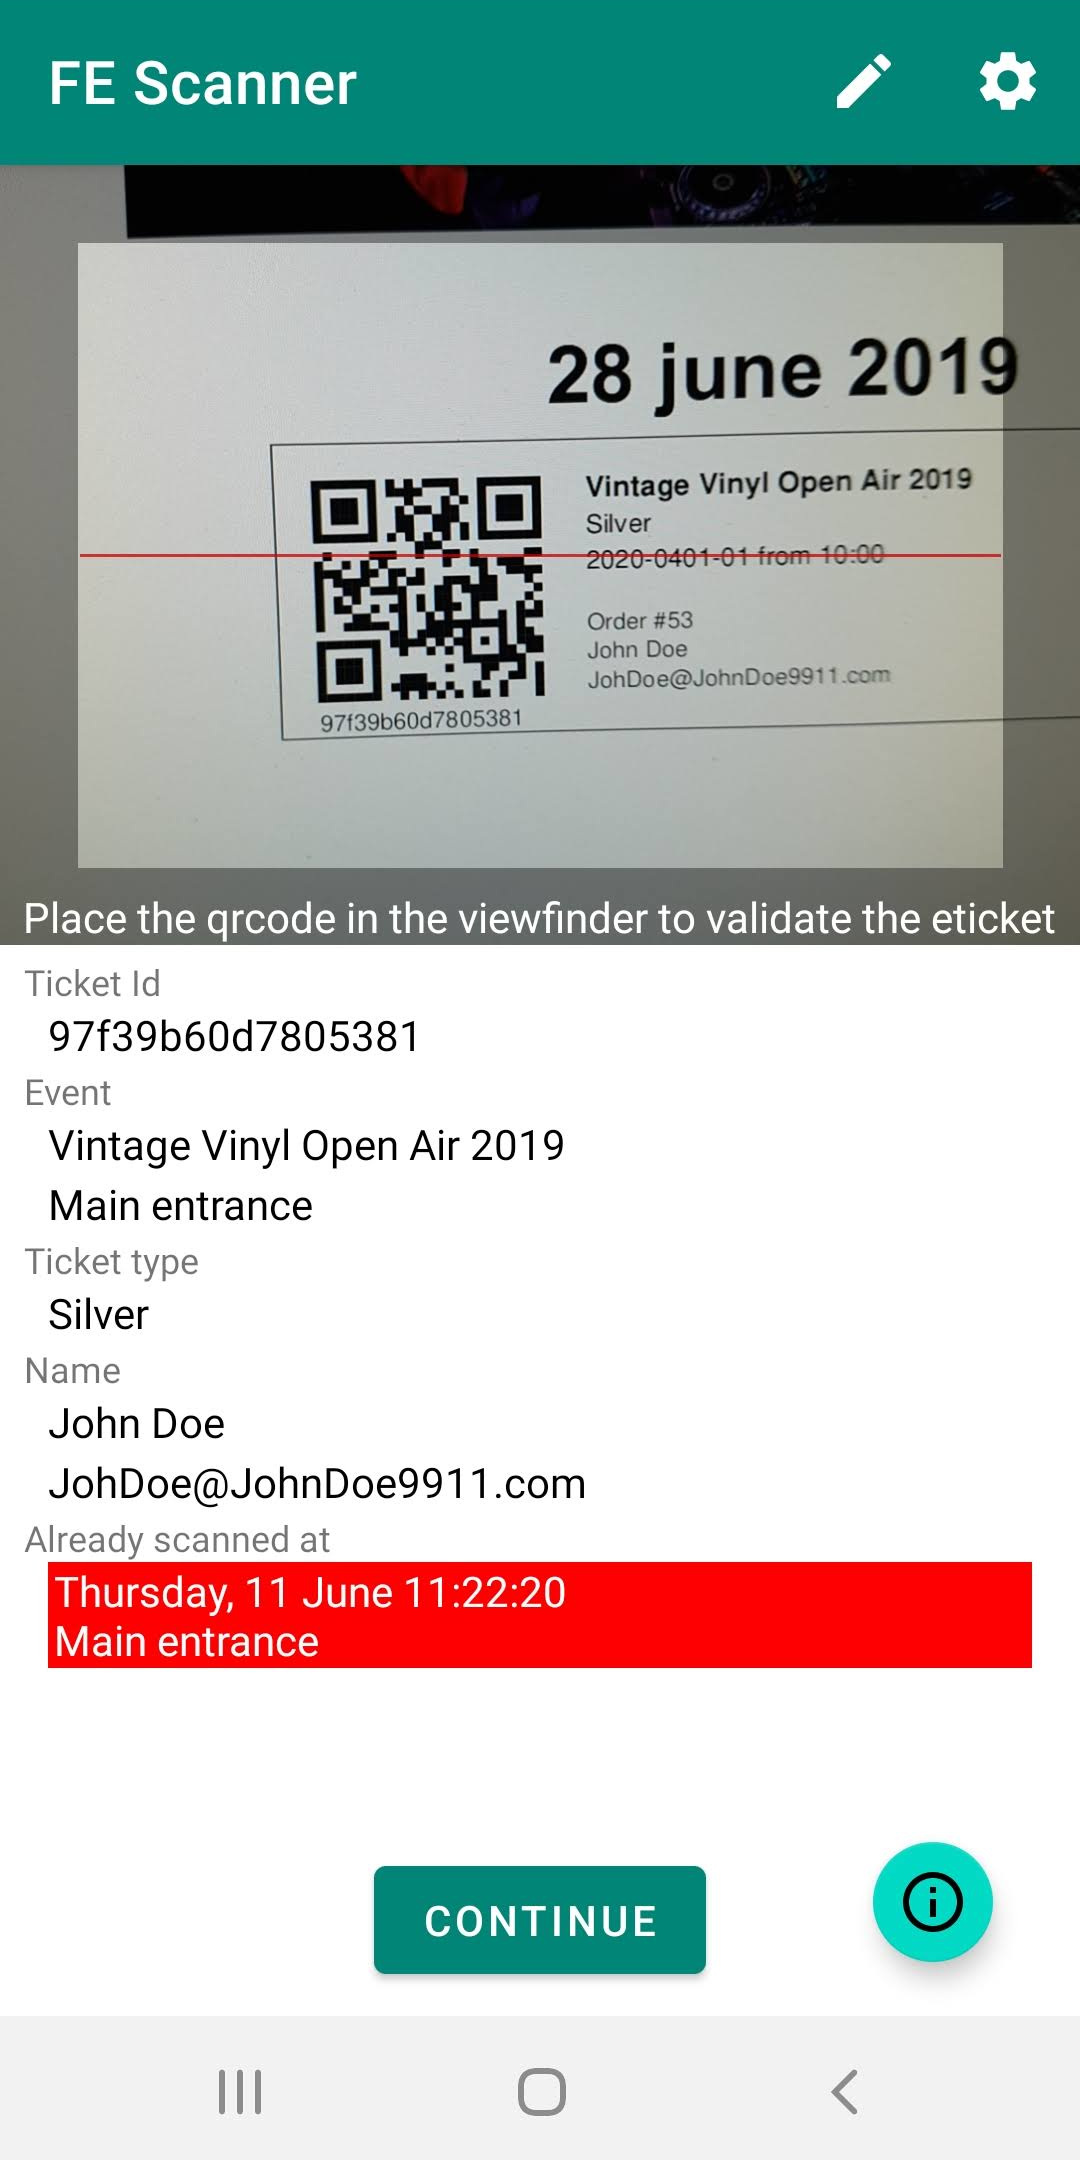 FE Scanner
28 june 2019
Vintage Vinyl Open Air 2019
Silver
2020-0401-01 from 10:00
Order #53
John Doe
JohDoe@JohnDoe9911.com
97f39b60d7805381
Place the qrcode in the viewfinder to validate the eticket
Ticket Id
97f39b60d7805381
Event
Vintage Vinyl Open Air 2019
Main entrance
Ticket type
Silver
Name
John Doe
JohDoe@JohnDoe9911.com
Already scanned at
Thursday, 11 June 11:22:20
Main entrance
CONTINUE